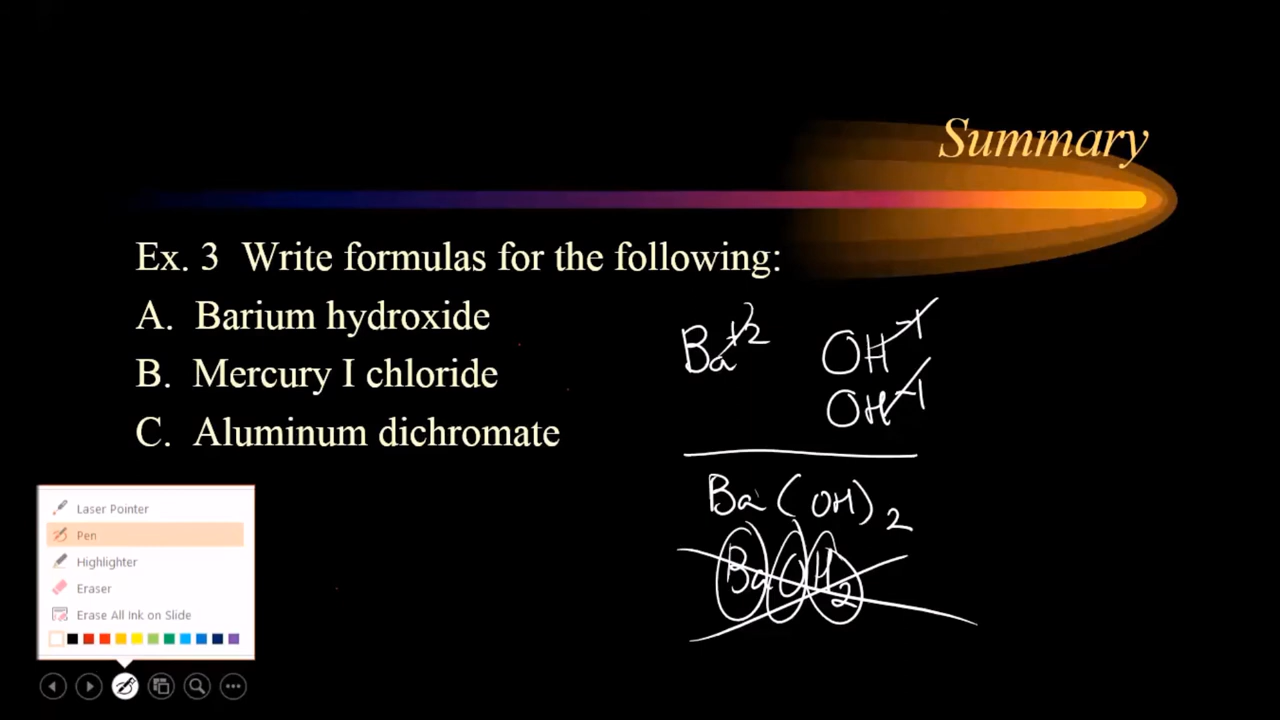 Summary
Ex. 3 Write formulas for the following:
A. Barium hydroxide
B. Mercury I chloride
C. Aluminum dichromate
Ba+2 OH-1
OH-1
Ba(OH)2
BaOH2
Laser Pointer
Pen
Highlighter
Eraser
Erase All Ink on Slide